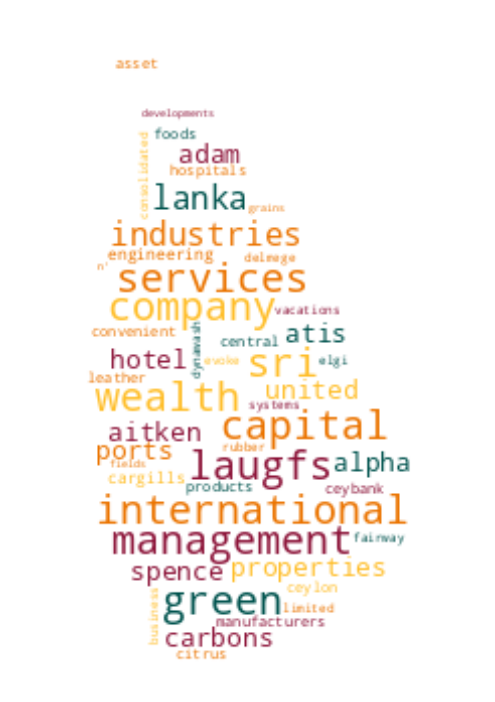 asset
developments
consolidated
foods
adam
hospitals
lanka
grains
industries
engineering
delmege
n'
services
company
vacations
convenient
dynawash
central
atis
hotel
evoke
sri
elgi
leather
wealth
united
systems
capital
aitken
ports
rubber
laugfs
alpha
fields
cargills
products
ceybank
international
management
fairway
spence
properties
business
green
ceylon
limited
manufacturers
carbons
citrus